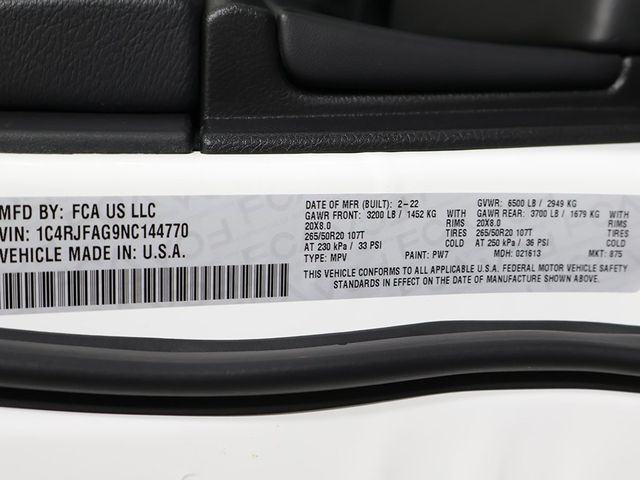 MFD BY: FCA US LLC
VIN: 1C4RJFAG9NC144770
VEHICLE MADE IN: U.S.A.
DATE OF MFR (BUILT): 2-22 GVWR: 6500 LB / 2949 KG
GAWR FRONT: 3200 LB / 1452 KG WITH GAWR REAR: 3700 LB / 1679 KG WITH
20X8.0 RIMS 20X8.0 RIMS
265/50R20 107T TIRES 265/50R20 107T TIRES
AT 230 kPa / 33 PSI COLD AT 250 kPa / 36 PSI COLD
TYPE: MPV PAINT: PW7 MDH: 021613 MKT: 875
THIS VEHICLE CONFORMS TO ALL APPLICABLE U.S.A. FEDERAL MOTOR VEHICLE SAFETY
STANDARDS IN EFFECT ON THE DATE OF MANUFACTURE SHOWN ABOVE.